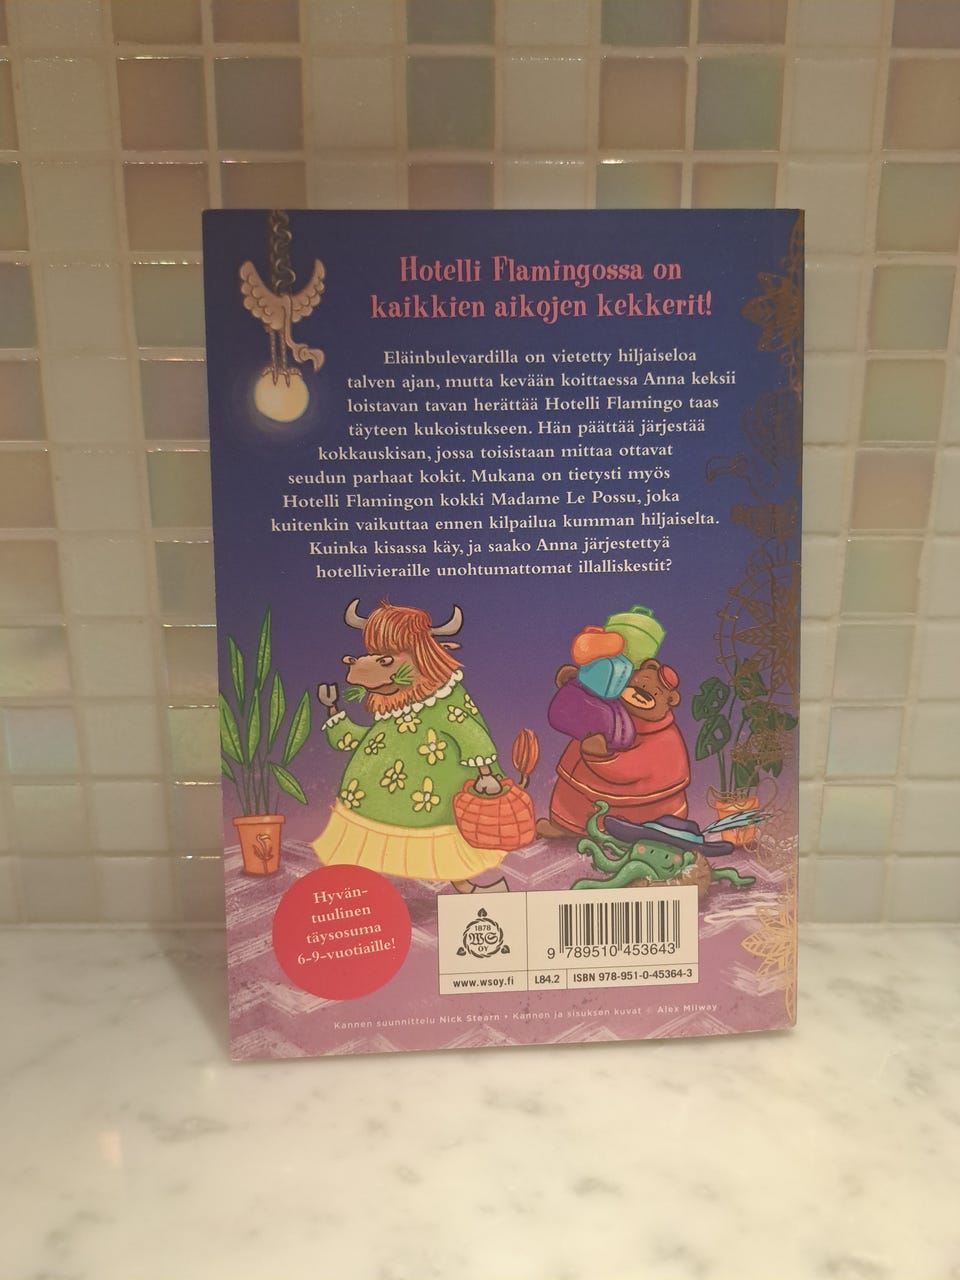 Hotelli Flamingossa on
kaikkien aikojen kekkerit!
Eläinbulevardilla on vietetty hiljaiseloa
talven ajan, mutta kevään koittaessa Anna keksii
loistavan tavan herättää Hotelli Flamingo taas
täyteen kukoistukseen. Hän päättää järjestää
kokkauskisan, jossa toisistaan mittaa ottavat
seudun parhaat kokit. Mukana on tietysti myös
Hotelli Flamingon kokki Madame Le Possu, joka
kuitenkin vaikuttaa ennen kilpailua kumman hiljaiselta.
Kuinka kisassa käy, ja saako Anna järjestettyä
hotellivieraille unohtumattomat illalliskestit?
Hyvän-
tuulinen
täysosuma
6-9-vuotiaille!
1878
WS
OY
9 789510 453643
www.wsoy.fi
L84.2
ISBN 978-951-0-45364-3
Kannen suunnittelu Nick Stearn • Kannen ja sisuksen kuvat © Alex Milway